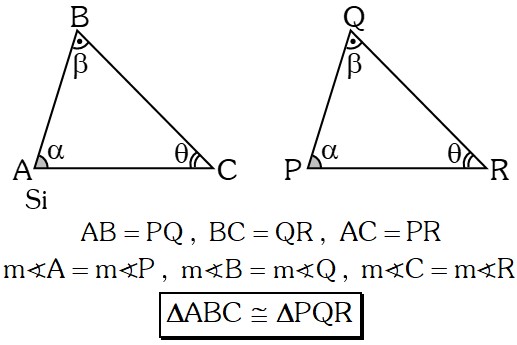 B Q
β β
A α θ C P α θ R
Si
AB = PQ , BC = QR , AC = PR
m∢A = m∢P , m∢B = m∢Q , m∢C = m∢R
ΔABC ≅ ΔPQR